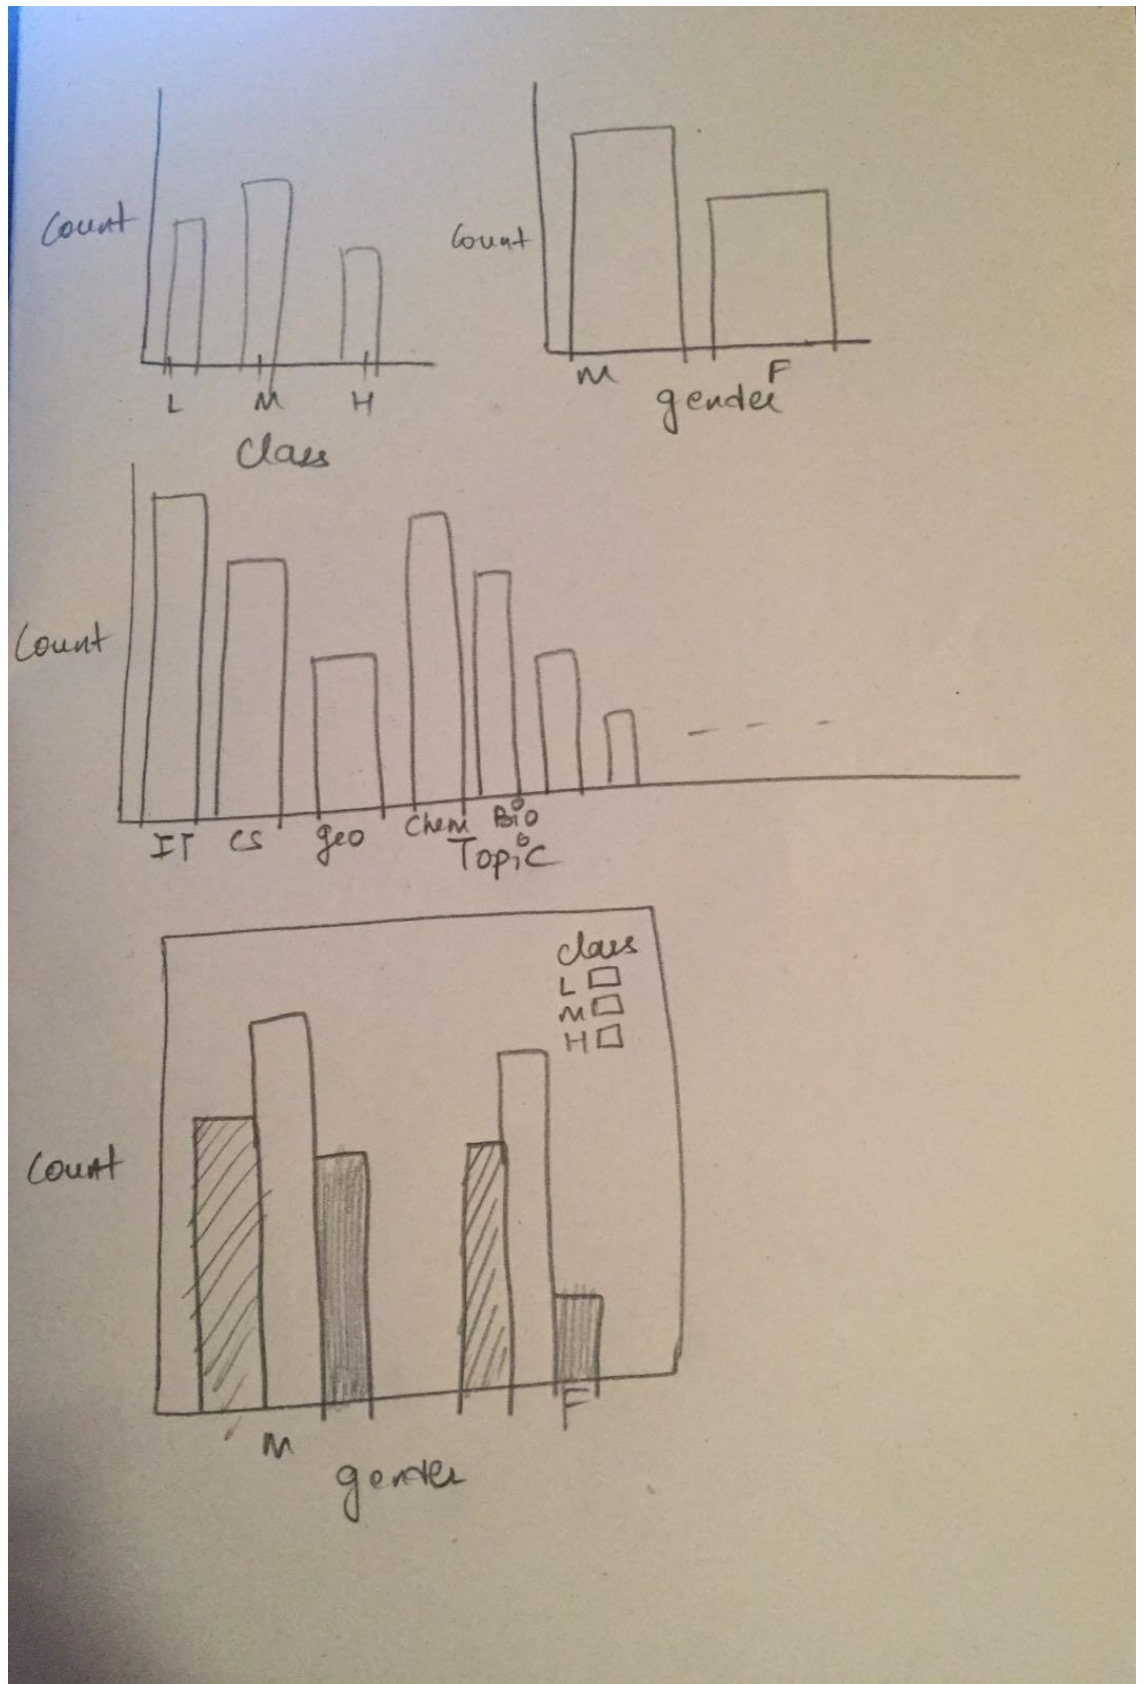 Count
L M H
Class
Count
M F
gender
Count
IT CS geo Chem Bio
Topic
class
L
M
H
Count
M F
gender